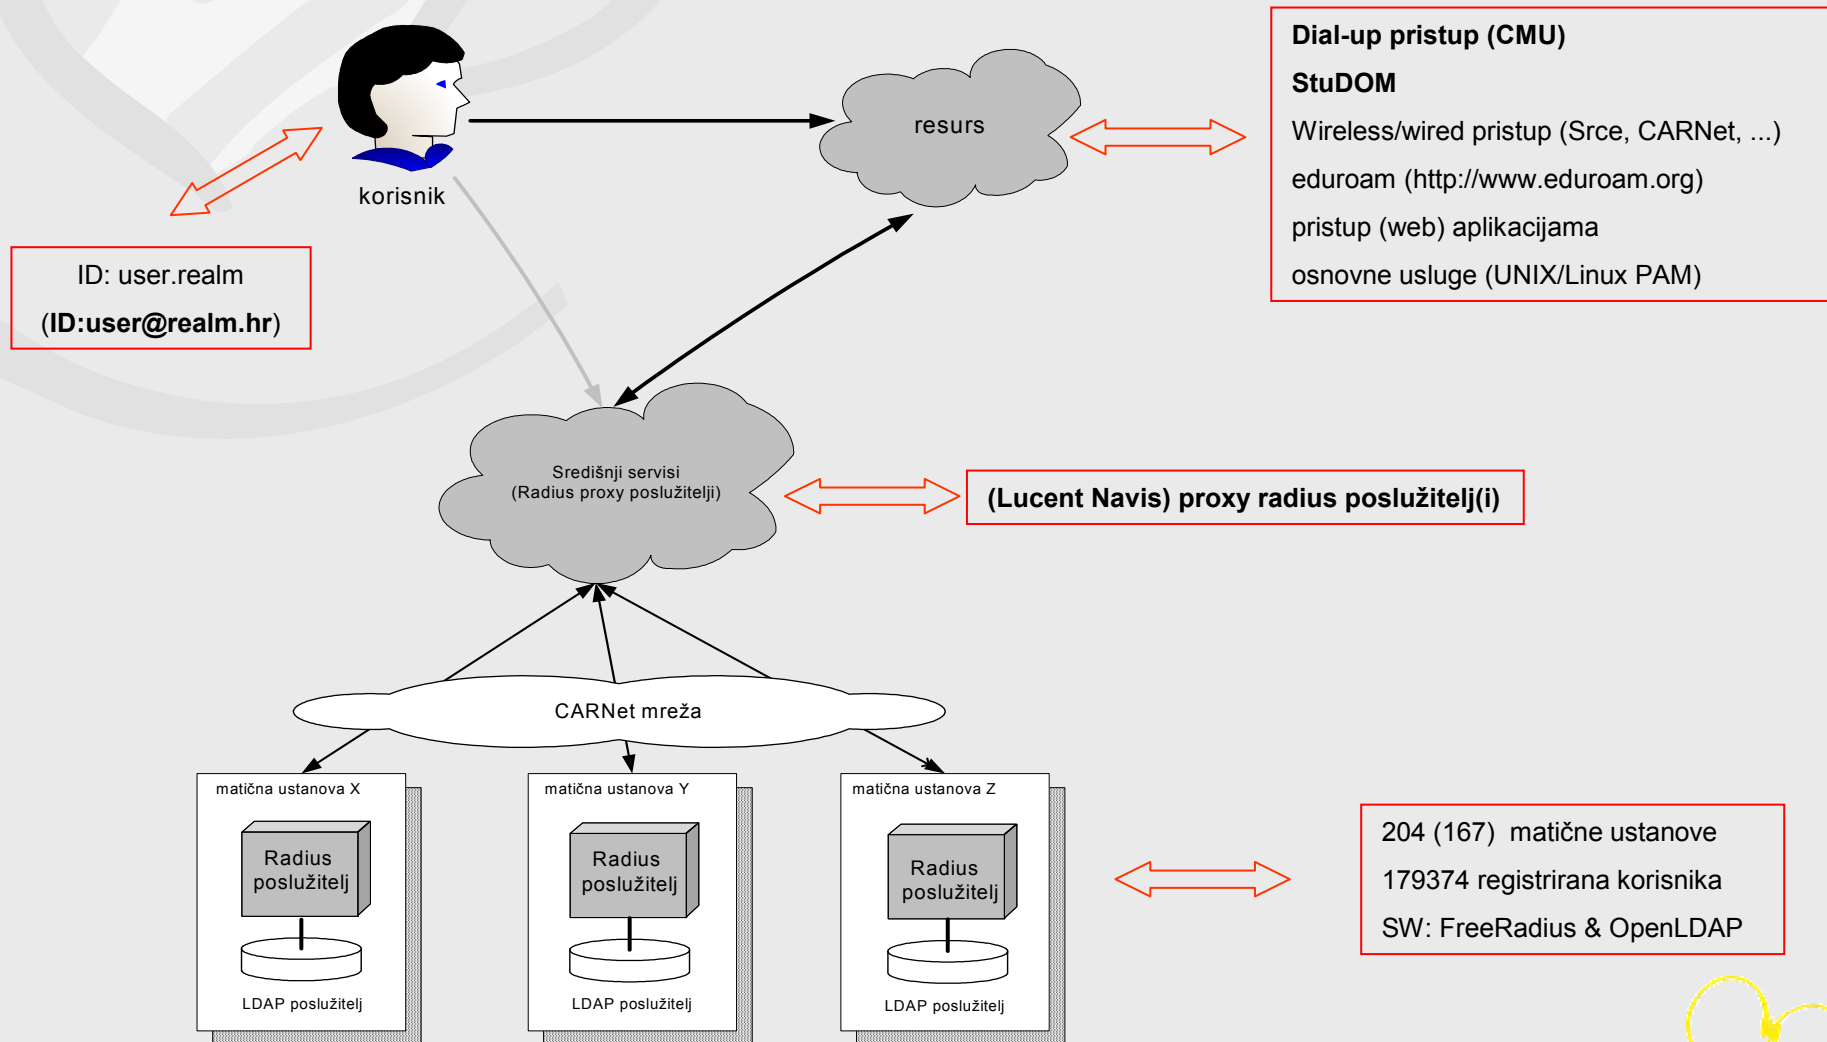 Dial-up pristup (CMU)
StuDOM
Wireless/wired pristup (Srce, CARNet, ...)
eduroam (http://www.eduroam.org)
pristup (web) aplikacijama
osnovne usluge (UNIX/Linux PAM)
resurs
korisnik
ID: user.realm
(ID:user@realm.hr)
Središnji servisi
(Radius proxy poslužitelji)
(Lucent Navis) proxy radius poslužitelj(i)
CARNet mreža
matična ustanova X
Radius
poslužitelj
LDAP poslužitelj
matična ustanova Y
Radius
poslužitelj
LDAP poslužitelj
matična ustanova Z
Radius
poslužitelj
LDAP poslužitelj
204 (167) matične ustanove
179374 registrirana korisnika
SW: FreeRadius & OpenLDAP